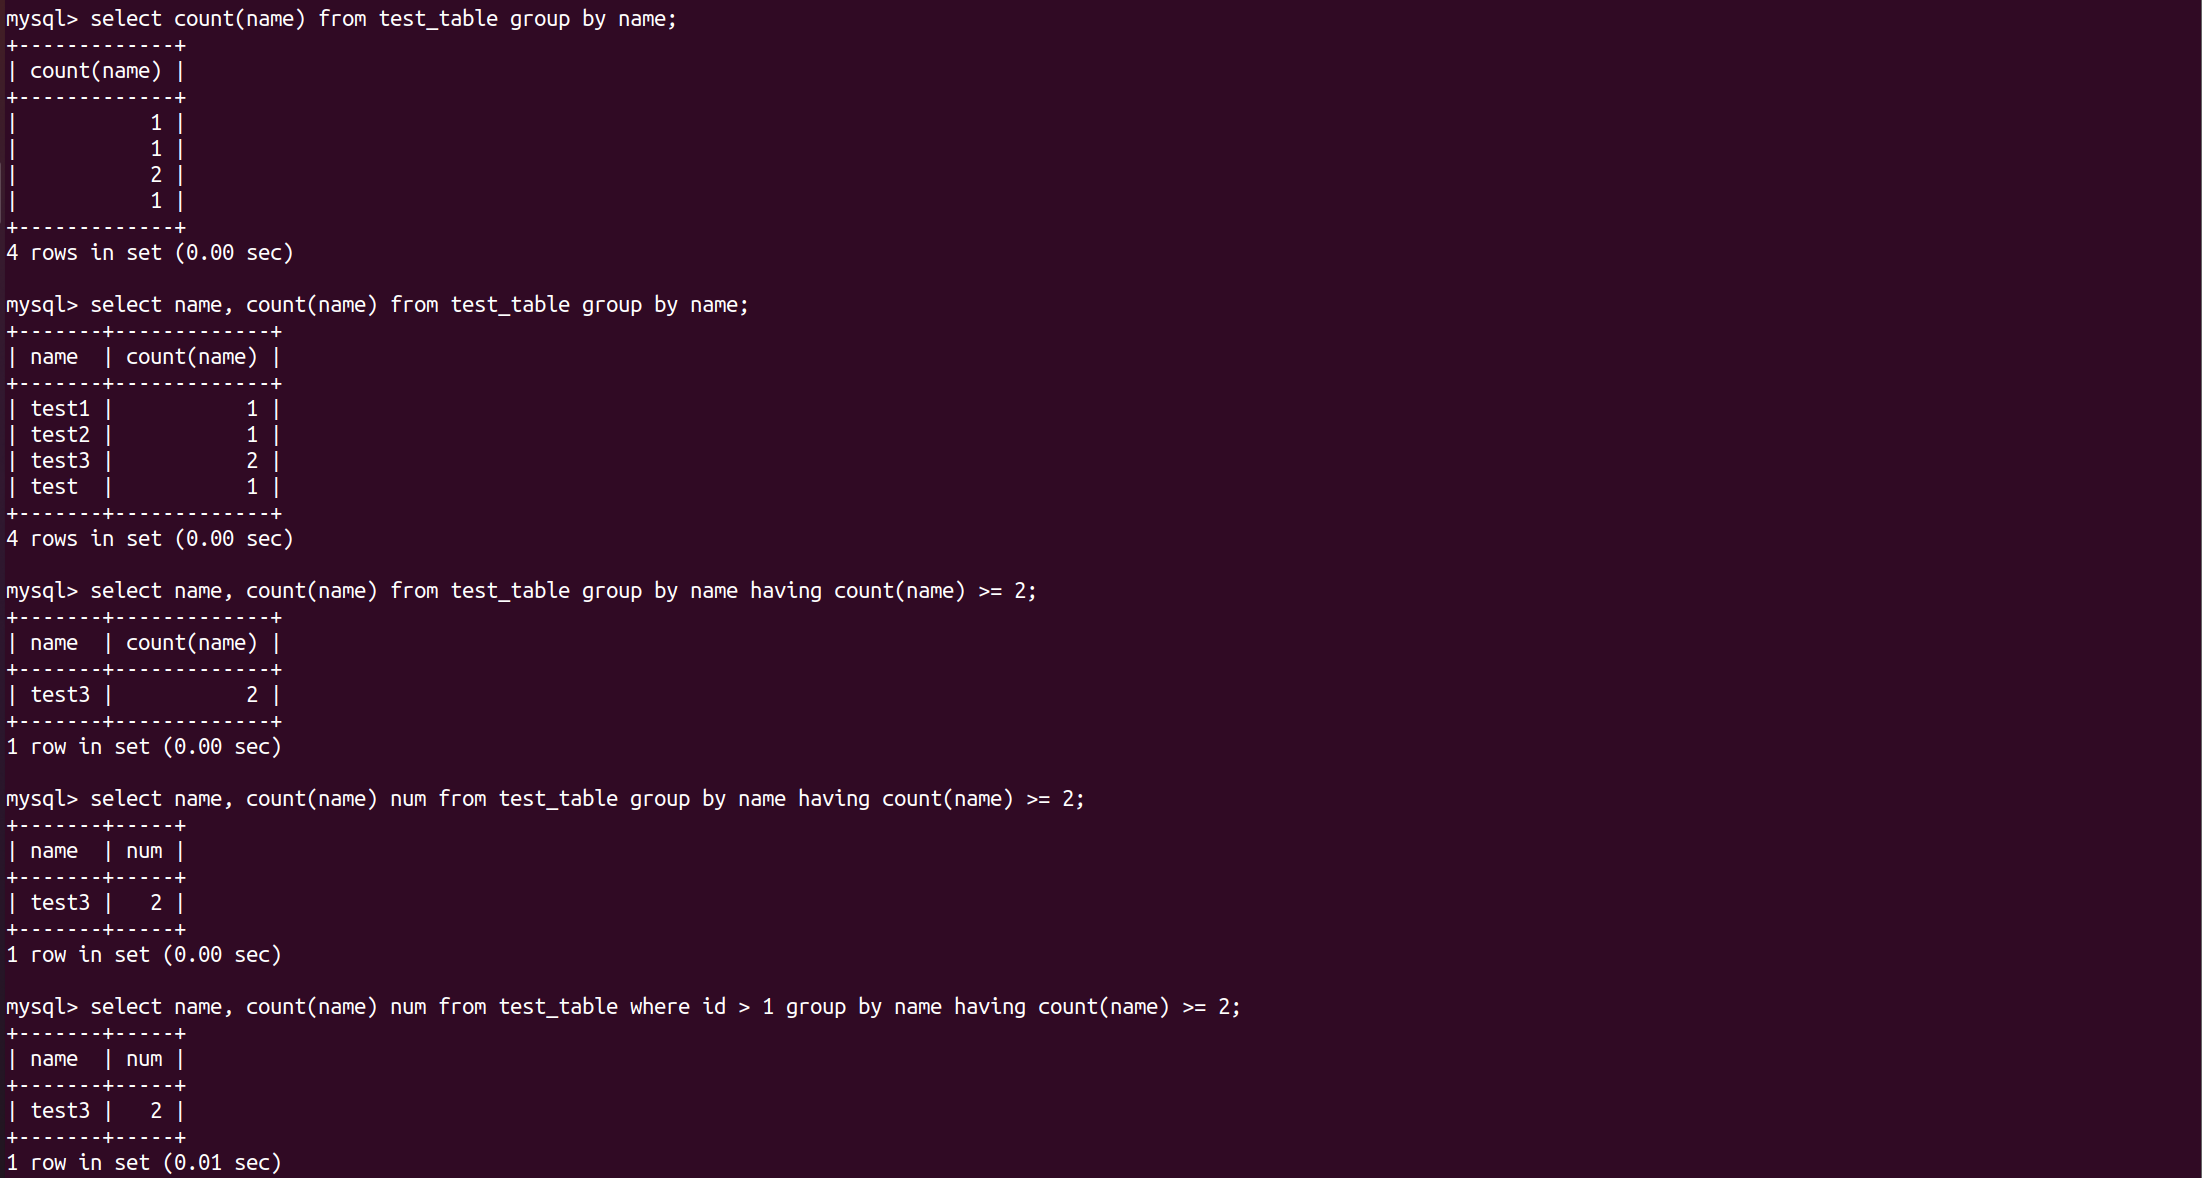 mysql> select count(name) from test_table group by name;
+-------------+
| count(name) |
+-------------+
|           1 |
|           1 |
|           2 |
|           1 |
+-------------+
4 rows in set (0.00 sec)

mysql> select name, count(name) from test_table group by name;
+-------+-------------+
| name  | count(name) |
+-------+-------------+
| test1 |           1 |
| test2 |           1 |
| test3 |           2 |
| test  |           1 |
+-------+-------------+
4 rows in set (0.00 sec)

mysql> select name, count(name) from test_table group by name having count(name) >= 2;
+-------+-------------+
| name  | count(name) |
+-------+-------------+
| test3 |           2 |
+-------+-------------+
1 row in set (0.00 sec)

mysql> select name, count(name) num from test_table group by name having count(name) >= 2;
+-------+-----+
| name  | num |
+-------+-----+
| test3 |   2 |
+-------+-----+
1 row in set (0.00 sec)

mysql> select name, count(name) num from test_table where id > 1 group by name having count(name) >= 2;
+-------+-----+
| name  | num |
+-------+-----+
| test3 |   2 |
+-------+-----+
1 row in set (0.01 sec)